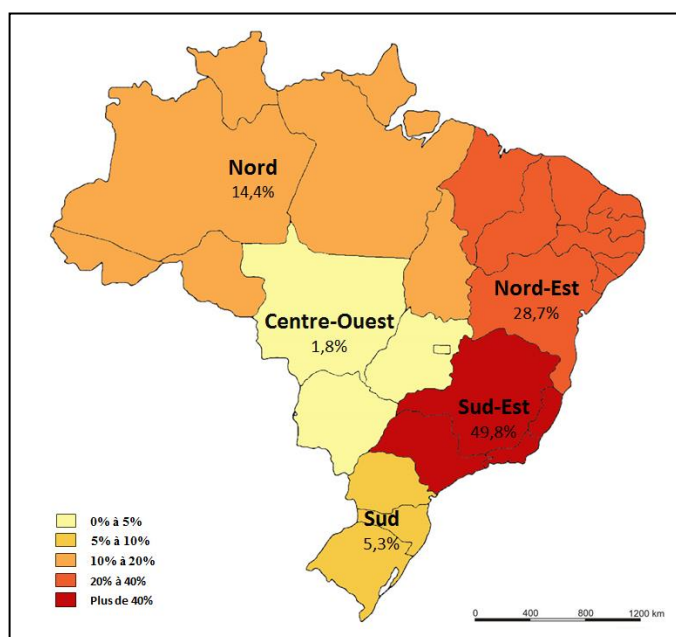 Nord
14,4%
Nord-Est
28,7%
Centre-Ouest
1,8%
Sud-Est
49,8%
Sud
5,3%
0% à 5%
5% à 10%
10% à 20%
20% à 40%
Plus de 40%
0 400 800 1200 km